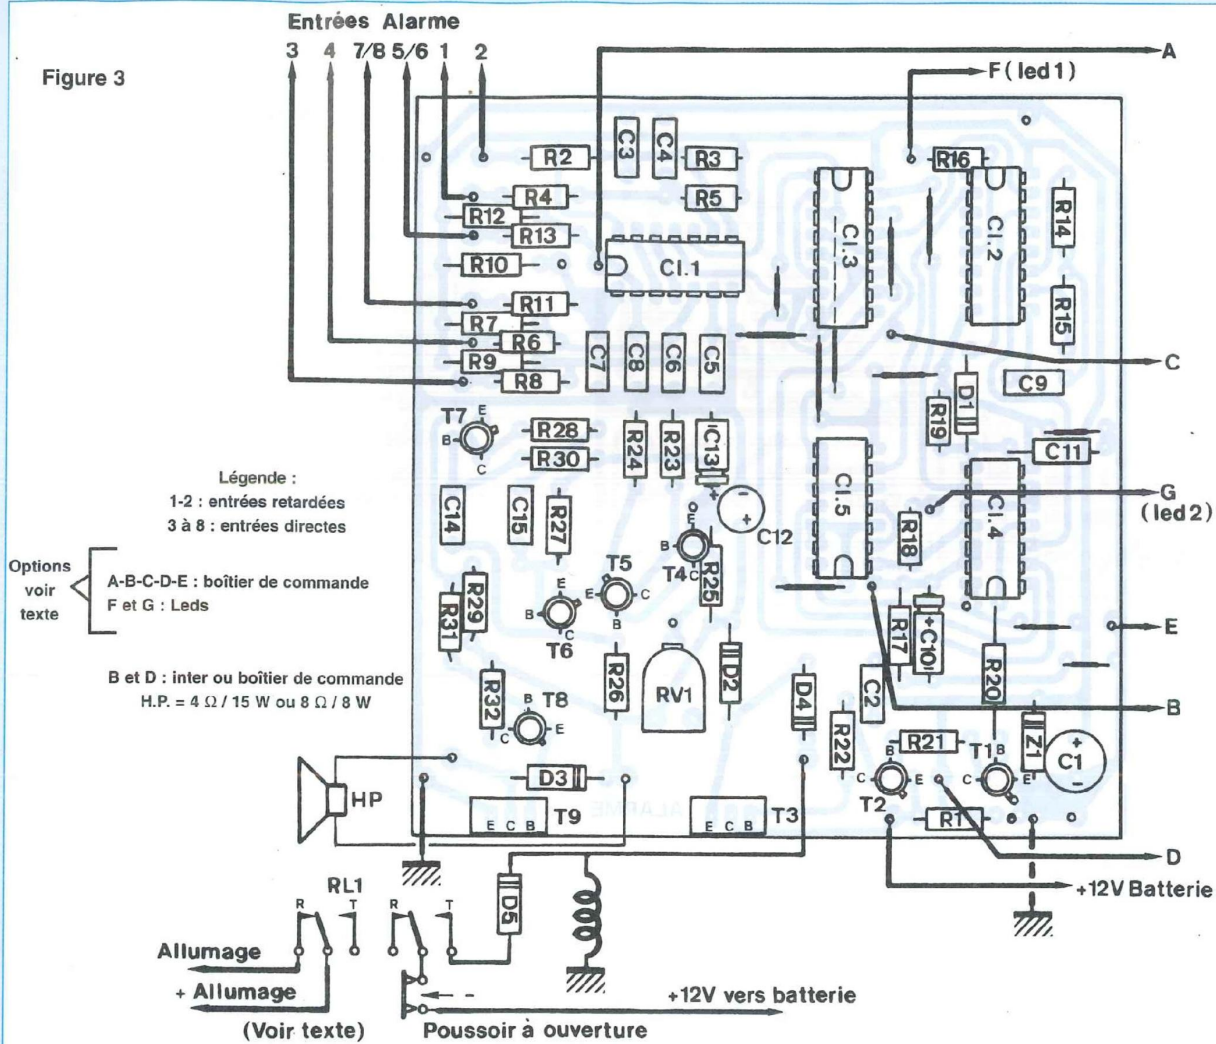 Entrées Alarme
3 4 7/8 5/6 1 2
A
Figure 3
F (led 1)
R2 C3 C4 R3 R16
R4 R5
R12
R13
R10 CI.1 CI.3 CI.2 R14
R11
R7
R6
R9
R8
R15
C7 C8 C6 C5
C
D1 C9
R19
T7 E B C
R28
R30
R24 R23 C13 +
C11
Légende :
1-2 : entrées retardées
3 à 8 : entrées directes
C14 C15 R27
- + C12
CI.5 R18 CI.4
G
(led 2)
Options
voir
texte
A-B-C-D-E : boîtier de commande
F et G : Leds
T5 E C B
T4 E B C
R25
R31 R29
T6 E B C
R17 + C10
E
B et D : inter ou boîtier de commande
H.P. = 4 Ω / 15 W ou 8 Ω / 8 W
R32 T8 B C E
R26 RV1 D2 D4 C2 R20
B
R22 R21 T1 B C E
Z1 + C1 -
T2 B C E
HP D3
ALARME
E C B T9
E C B T3
R1
D
+12V Batterie
RL1
R T R T
D5
Allumage
+ Allumage
(Voir texte)
-
+12V vers batterie
Poussoir à ouverture